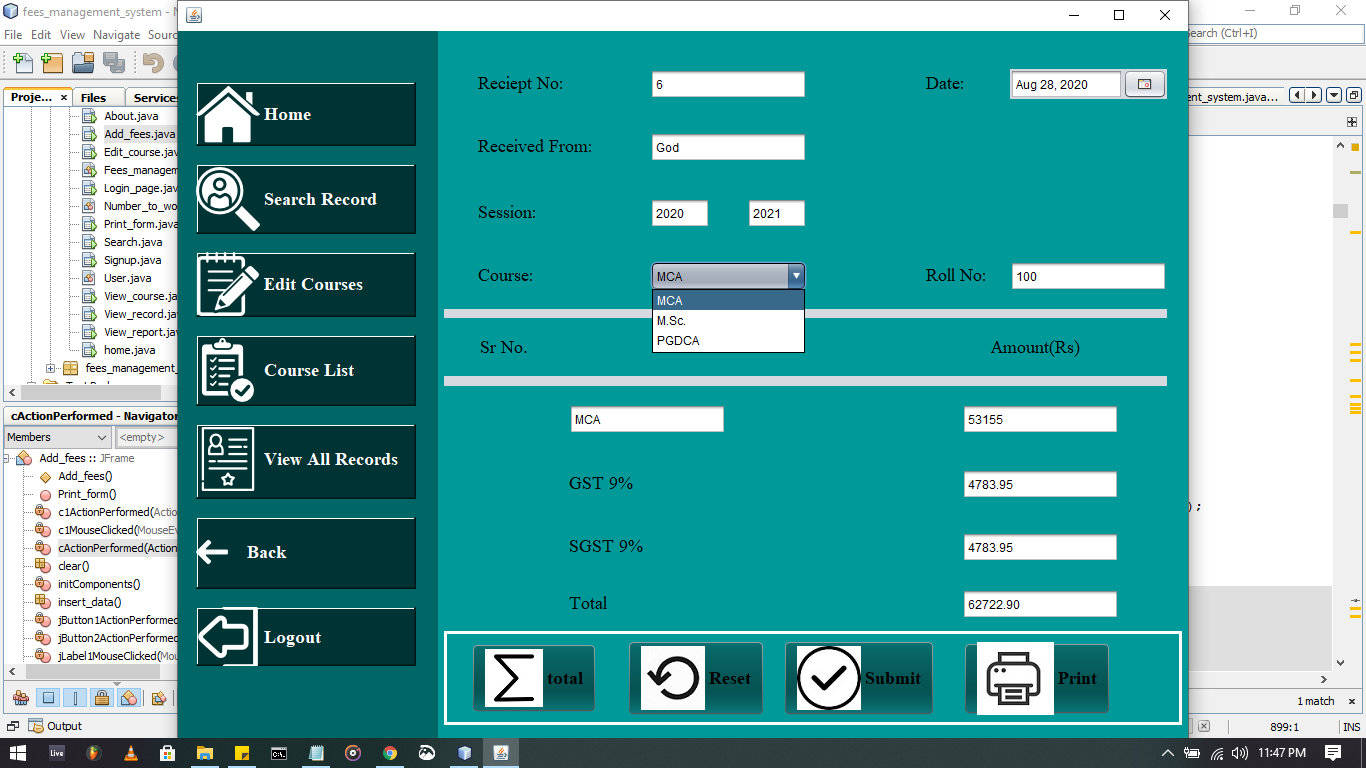 fees_management_system - N
File Edit View Navigate Sourc
Search (Ctrl+I)
Proje... × Files Services
ent_system.java...
About.java
Add_fees.java
Edit_course.jav
Fees_managem
Login_page.jav
Number_to_wo
Print_form.java
Search.java
Signup.java
User.java
View_course.ja
View_record.ja
View_report.ja
home.java
fees_management_
cActionPerformed - Navigator
Members
<empty>
Add_fees :: JFrame
Add_fees()
Print_form()
c1ActionPerformed(Actio
c1MouseClicked(MouseEv
cActionPerformed(Action
clear()
initComponents()
insert_data()
jButton1ActionPerformed
jButton2ActionPerformed
jLabel1MouseClicked(Mou
Output
Home
Search Record
Edit Courses
Course List
View All Records
Back
Logout
Reciept No: 6 Date: Aug 28, 2020
Received From: God
Session: 2020 2021
Course: MCA Roll No: 100
MCA
M.Sc.
PGDCA
Sr No. Amount(Rs)
MCA 53155
GST 9% 4783.95
SGST 9% 4783.95
Total 62722.90
total Reset Submit Print
);
1 match
899:1 INS
Live
C:\.
11:47 PM